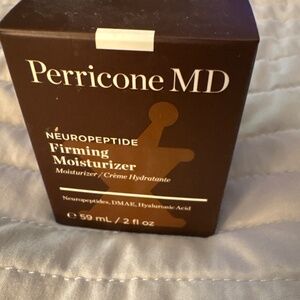 Perricone MD
NEUROPEPTIDE
Firming
Moisturizer
Moisturizer / Crème Hydratante
Neuropeptides, DMAE, Hyaluronic Acid
℮ 59 mL / 2 fl oz